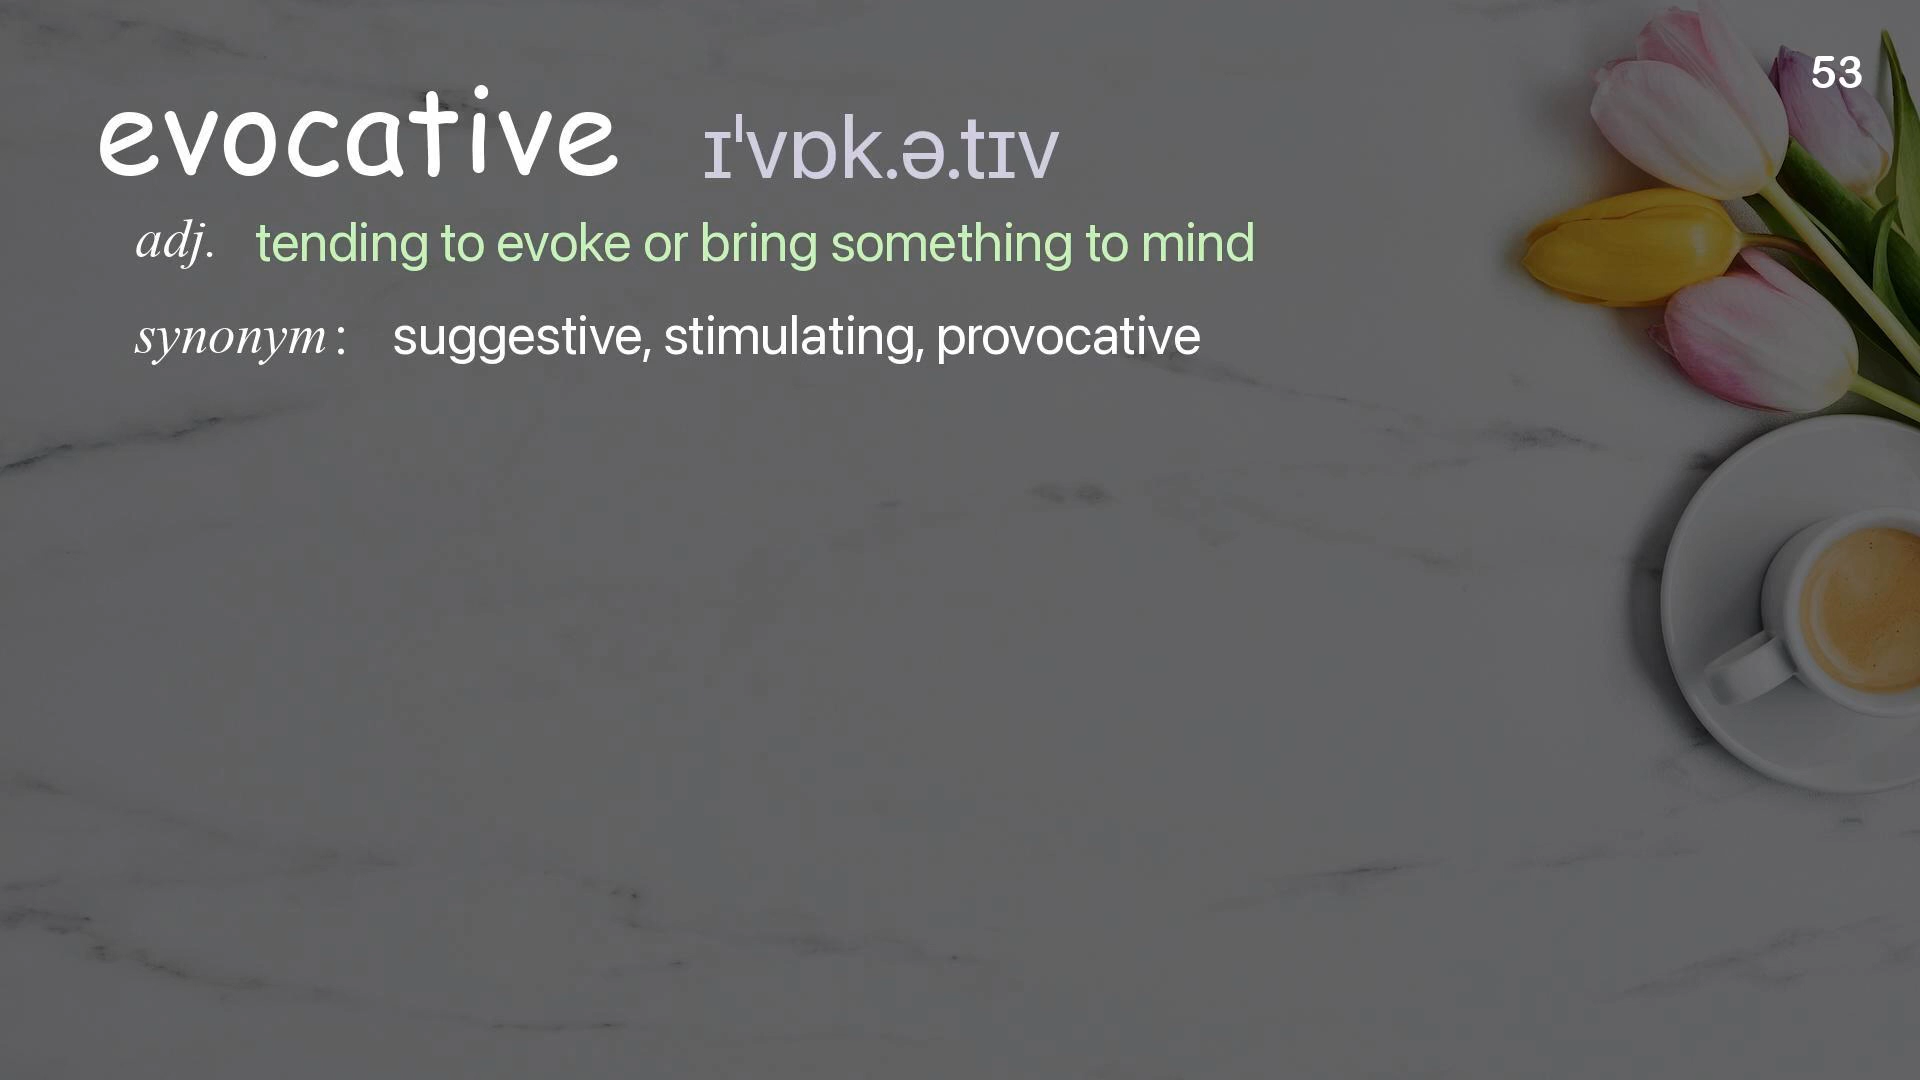 53
evocative ɪˈvɒk.ə.tɪv
adj. tending to evoke or bring something to mind
synonym: suggestive, stimulating, provocative